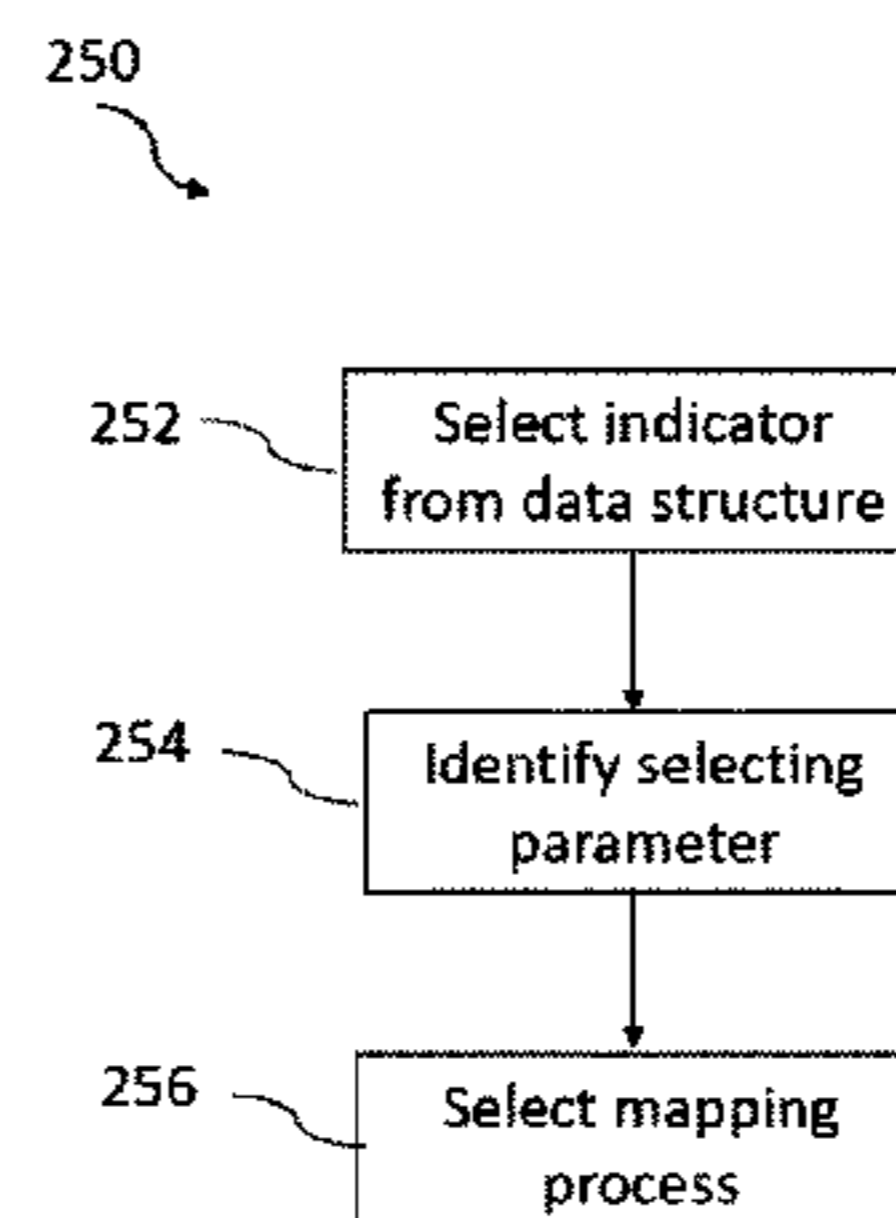 250
252
Select indicator
from data structure
254
Identify selecting
parameter
256
Select mapping
process